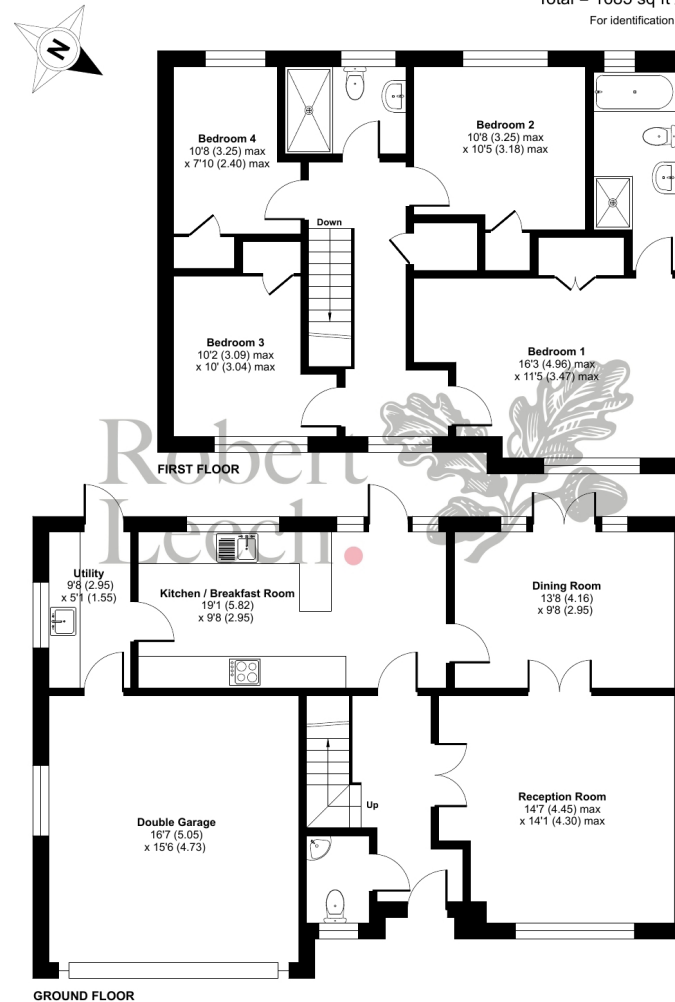 Total = 1685 sq ft
For identification
N
Bedroom 4
10'8 (3.25) max
x 7'10 (2.40) max
Bedroom 2
10'8 (3.25) max
x 10'5 (3.18) max
Down
Bedroom 3
10'2 (3.09) max
x 10' (3.04) max
Bedroom 1
16'3 (4.96) max
x 11'5 (3.47) max
Robert
Leech.
FIRST FLOOR
Utility
9'8 (2.95)
x 5'1 (1.55)
Kitchen / Breakfast Room
19'1 (5.82)
x 9'8 (2.95)
Dining Room
13'8 (4.16)
x 9'8 (2.95)
Double Garage
16'7 (5.05)
x 15'6 (4.73)
Up
Reception Room
14'7 (4.45) max
x 14'1 (4.30) max
GROUND FLOOR